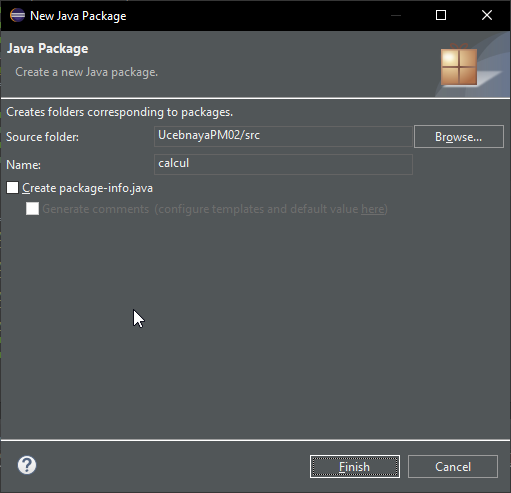 New Java Package
Java Package
Create a new Java package.
Creates folders corresponding to packages.
Source folder: UcebnayaPM02/src Browse...
Name: calcul
Create package-info.java
Generate comments (configure templates and default value here)
? Finish Cancel